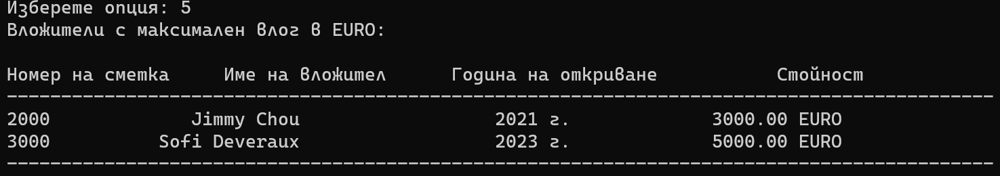 Изберете опция: 5
Вложители с максимален влог в EURO:
Номер на сметка Име на вложител Година на откриване Стойност
--------------------------------------------------------------------------------------------
2000 Jimmy Chou 2021 г. 3000.00 EURO
3000 Sofi Deveraux 2023 г. 5000.00 EURO
--------------------------------------------------------------------------------------------